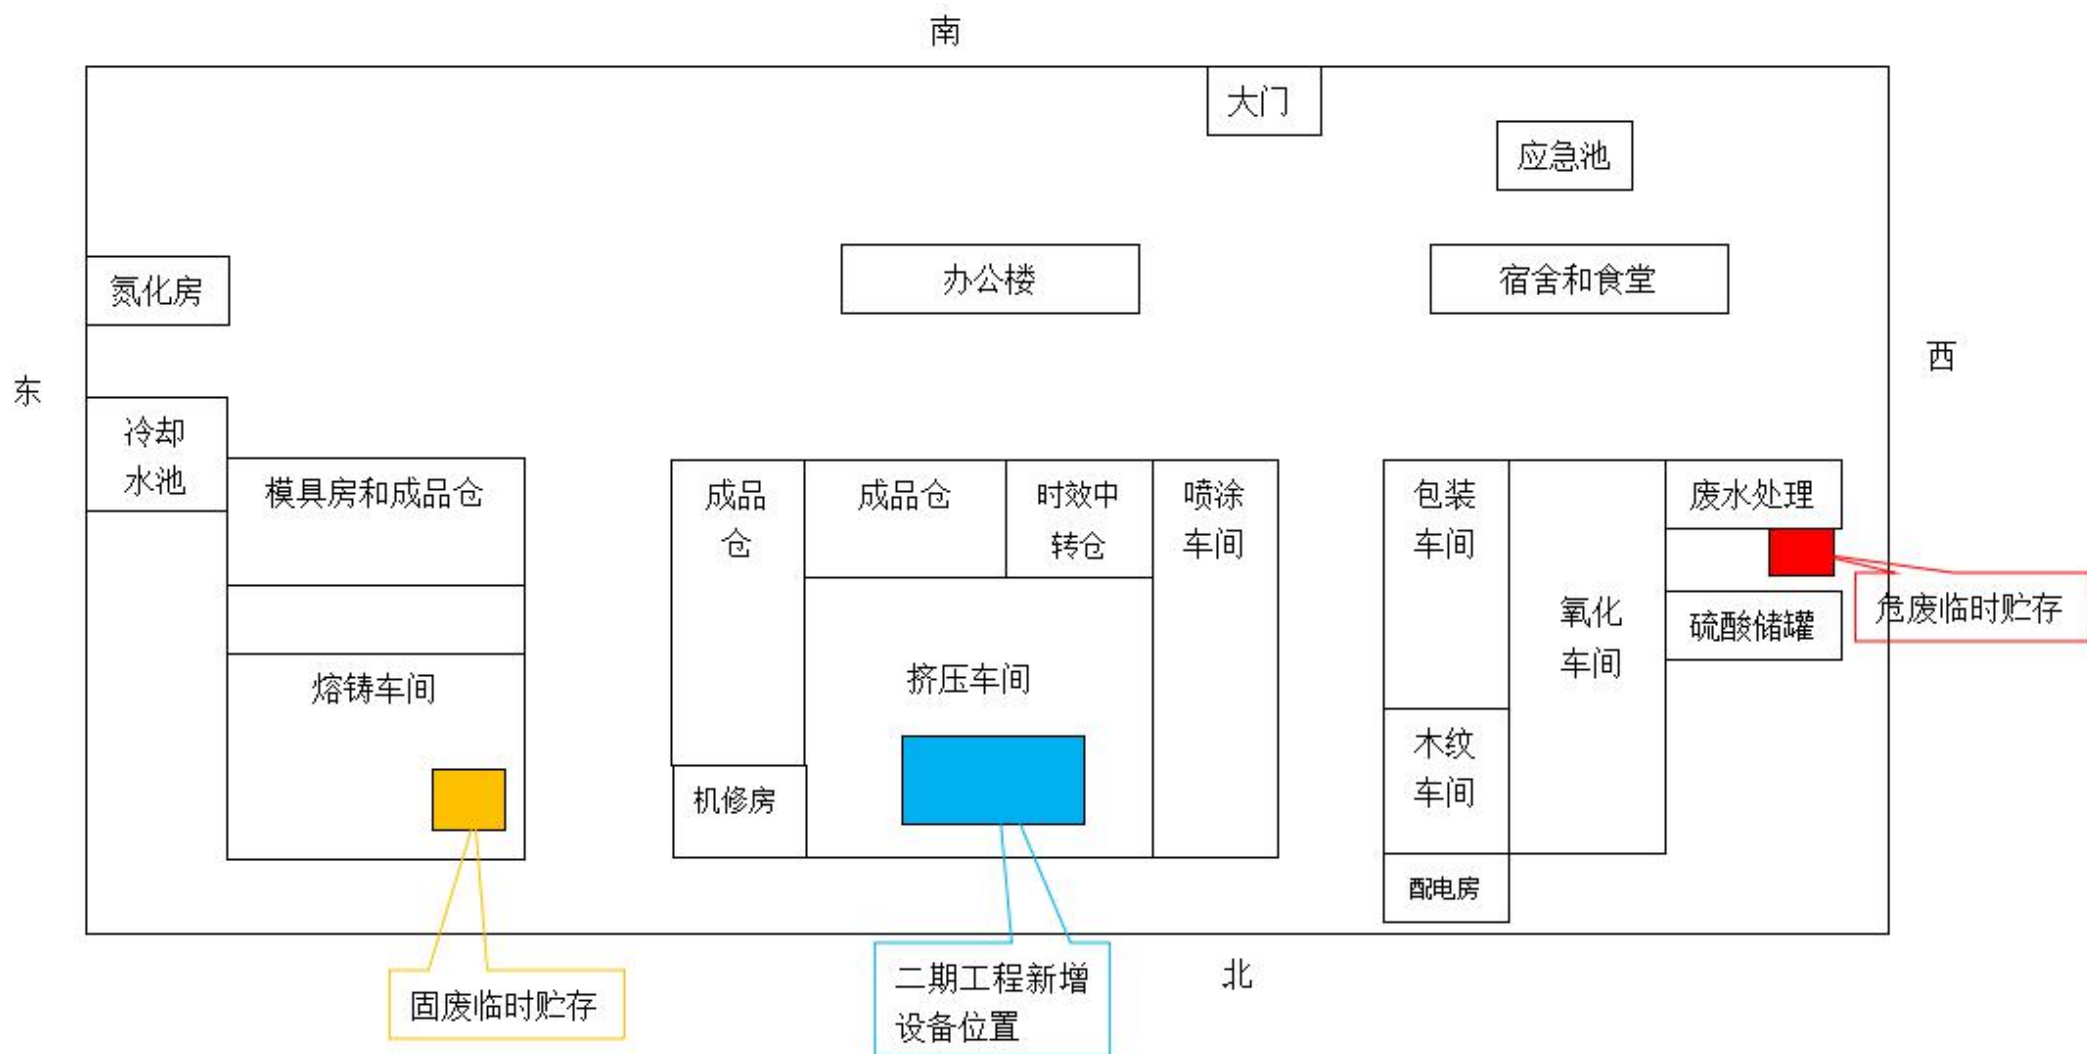 南
大门
应急池
氮化房
办公楼
宿舍和食堂
西
东
冷却
水池
模具房和成品仓
成品
仓
成品仓
时效中
转仓
喷涂
车间
包装
车间
废水处理
氧化
车间
危废临时贮存
硫酸储罐
熔铸车间
挤压车间
木纹
车间
机修房
配电房
固废临时贮存
二期工程新增
设备位置
北